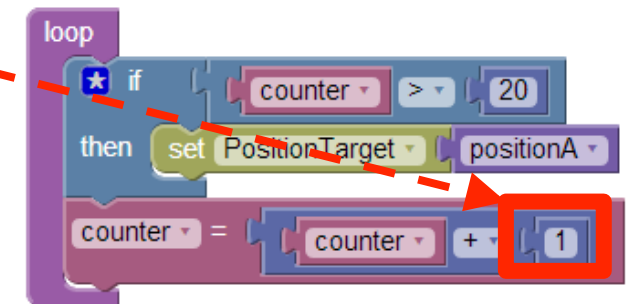 loop
if counter > 20
then set PositionTarget positionA
counter = counter + 1